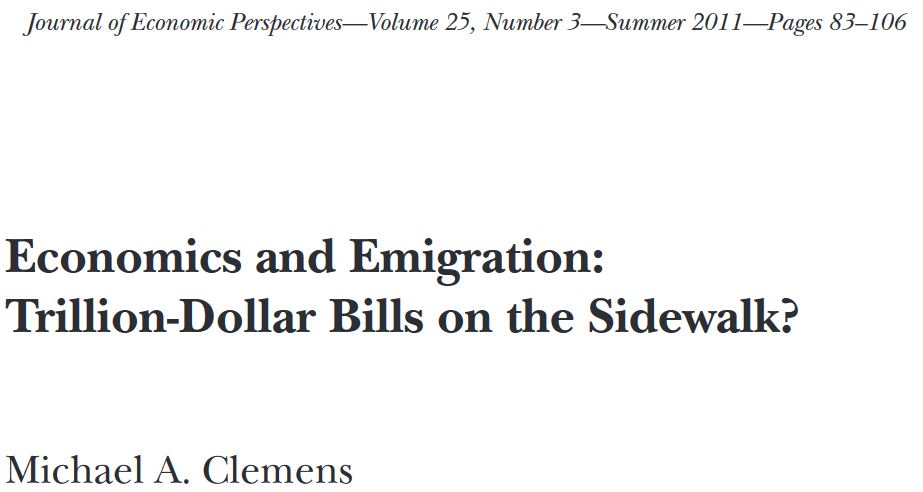 Journal of Economic Perspectives—Volume 25, Number 3—Summer 2011—Pages 83–106
Economics and Emigration:
Trillion-Dollar Bills on the Sidewalk?
Michael A. Clemens